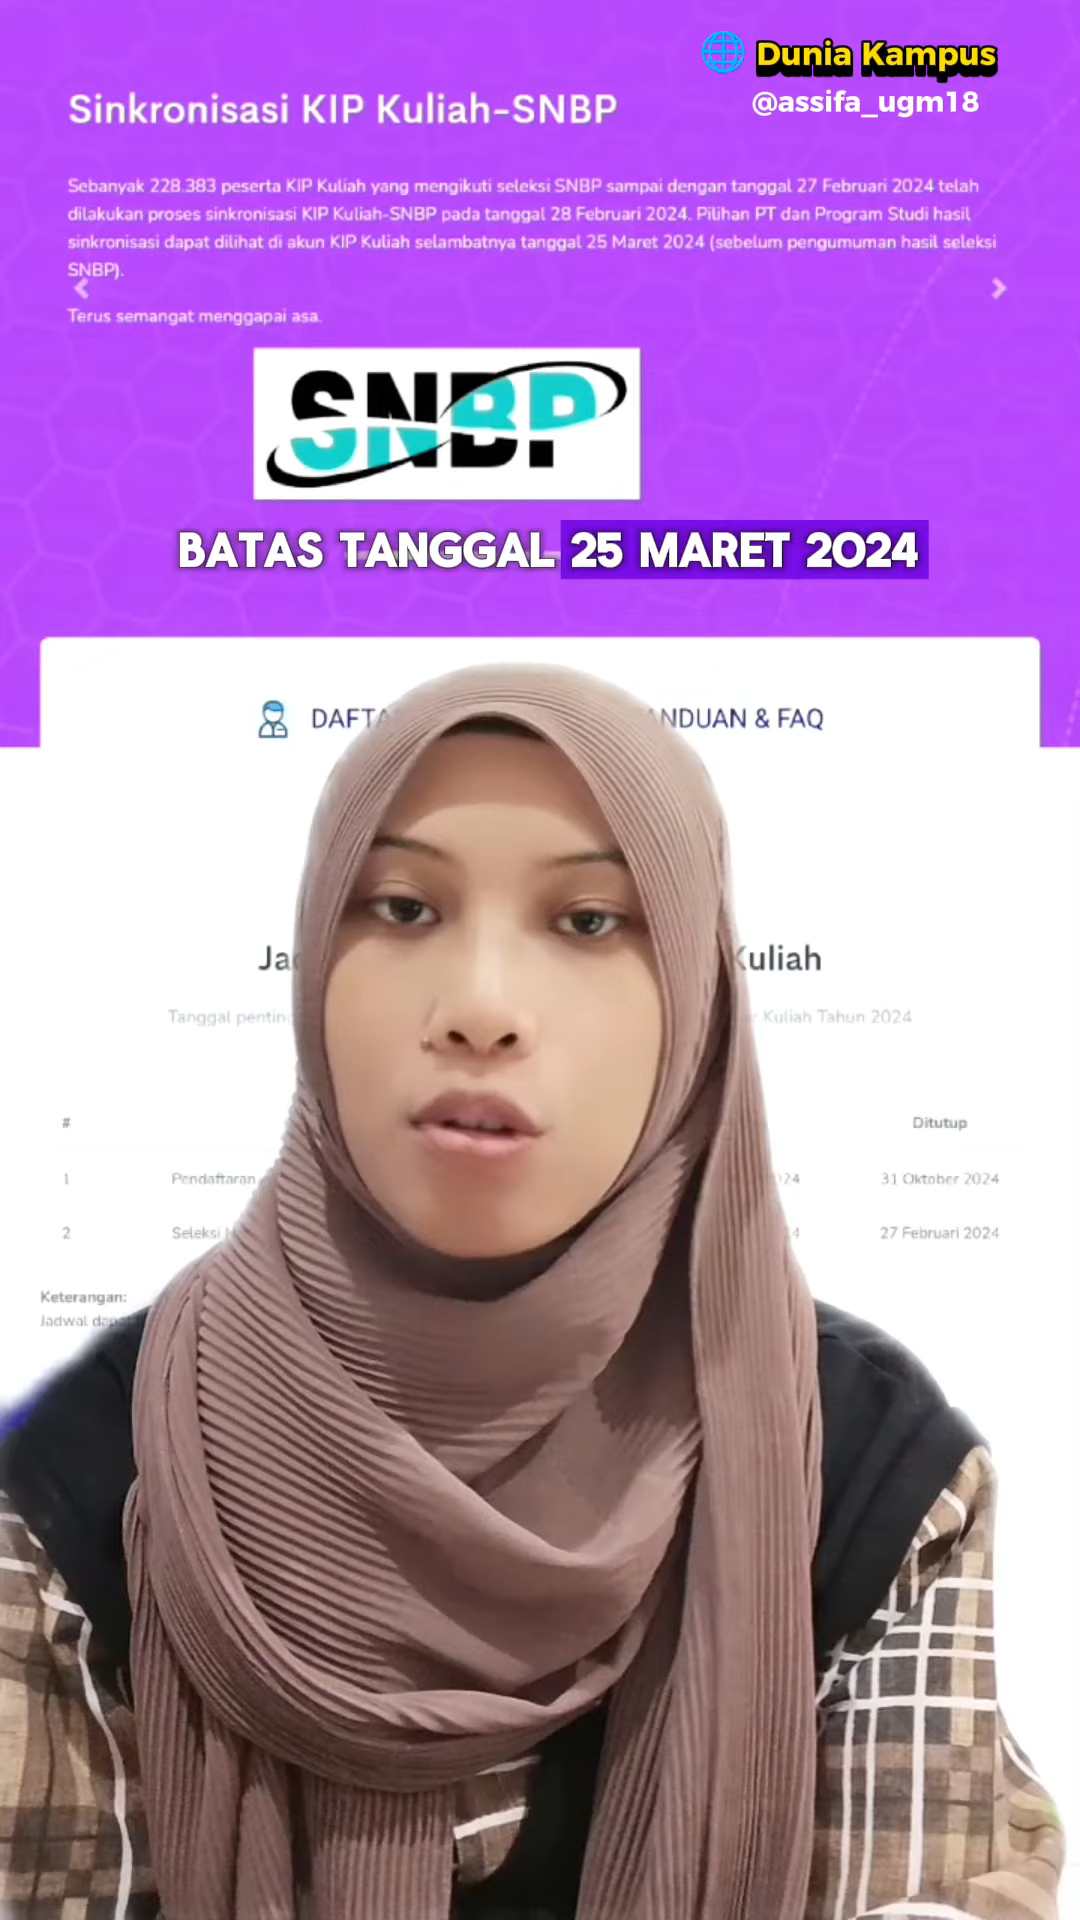 Dunia Kampus
@assifa_ugm18
Sinkronisasi KIP Kuliah-SNBP
Sebanyak 228.383 peserta KIP Kuliah yang mengikuti seleksi SNBP sampai dengan tanggal 27 Februari 2024 telah
dilakukan proses sinkronisasi KIP Kuliah-SNBP pada tanggal 28 Februari 2024. Pilihan PT dan Program Studi hasil
sinkronisasi dapat dilihat di akun KIP Kuliah selambatnya tanggal 25 Maret 2024 (sebelum pengumuman hasil seleksi
SNBP).
Terus semangat menggapai asa.
SNBP
BATAS TANGGAL 25 MARET 2024
& FAQ
Kuliah
Tanggal Kuliah Tahun 2024
# Ditutup
1 Pendaftaran 31 Oktober 2024
2 Seleksi 27 Februari 2024
Keterangan:
Jadwal